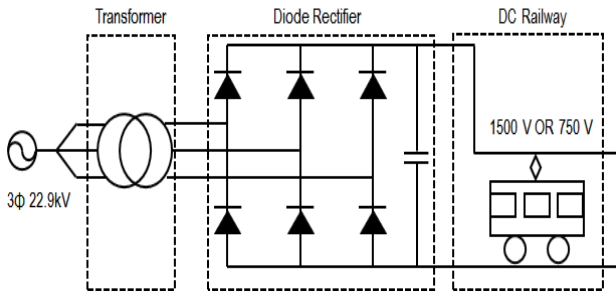 Transformer
Diode Rectifier
DC Railway
1500 V OR 750 V
3Φ 22.9kV